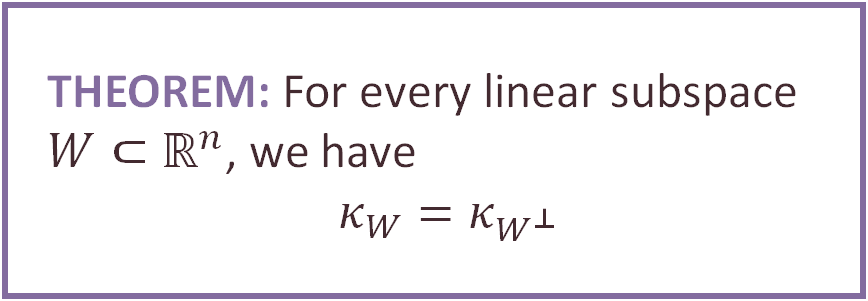 THEOREM: For every linear subspace
𝑊 ⊂ ℝⁿ, we have
𝜅_𝑊 = 𝜅_{𝑊^⊥}